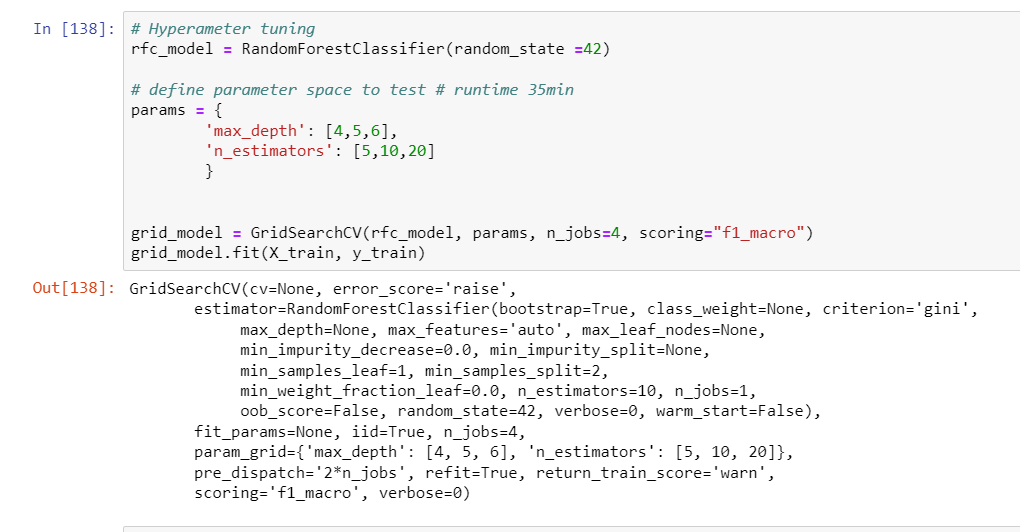 In [138]: # Hyperameter tuning
rfc_model = RandomForestClassifier(random_state =42)
# define parameter space to test # runtime 35min
params = {
'max_depth': [4,5,6],
'n_estimators': [5,10,20]
}
grid_model = GridSearchCV(rfc_model, params, n_jobs=4, scoring="f1_macro")
grid_model.fit(X_train, y_train)
Out[138]: GridSearchCV(cv=None, error_score='raise',
estimator=RandomForestClassifier(bootstrap=True, class_weight=None, criterion='gini',
max_depth=None, max_features='auto', max_leaf_nodes=None,
min_impurity_decrease=0.0, min_impurity_split=None,
min_samples_leaf=1, min_samples_split=2,
min_weight_fraction_leaf=0.0, n_estimators=10, n_jobs=1,
oob_score=False, random_state=42, verbose=0, warm_start=False),
fit_params=None, iid=True, n_jobs=4,
param_grid={'max_depth': [4, 5, 6], 'n_estimators': [5, 10, 20]},
pre_dispatch='2*n_jobs', refit=True, return_train_score='warn',
scoring='f1_macro', verbose=0)